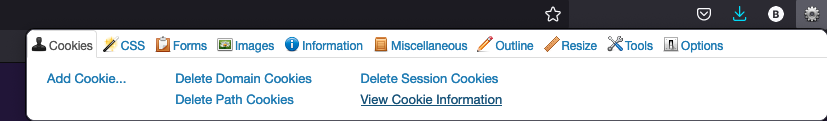 B
Cookies CSS Forms Images Information Miscellaneous Outline Resize Tools Options
Add Cookie... Delete Domain Cookies Delete Session Cookies
Delete Path Cookies View Cookie Information